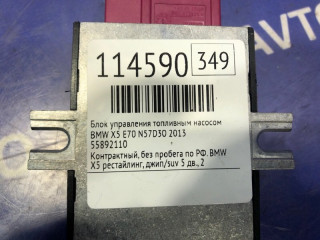 114590 349
Блок управления топливным насосом
BMW X5 E70 N57D30 2013
55892110
Контрактный, без пробега по РФ. BMW
X5 рестайлинг, джип/suv 5 дв., 2